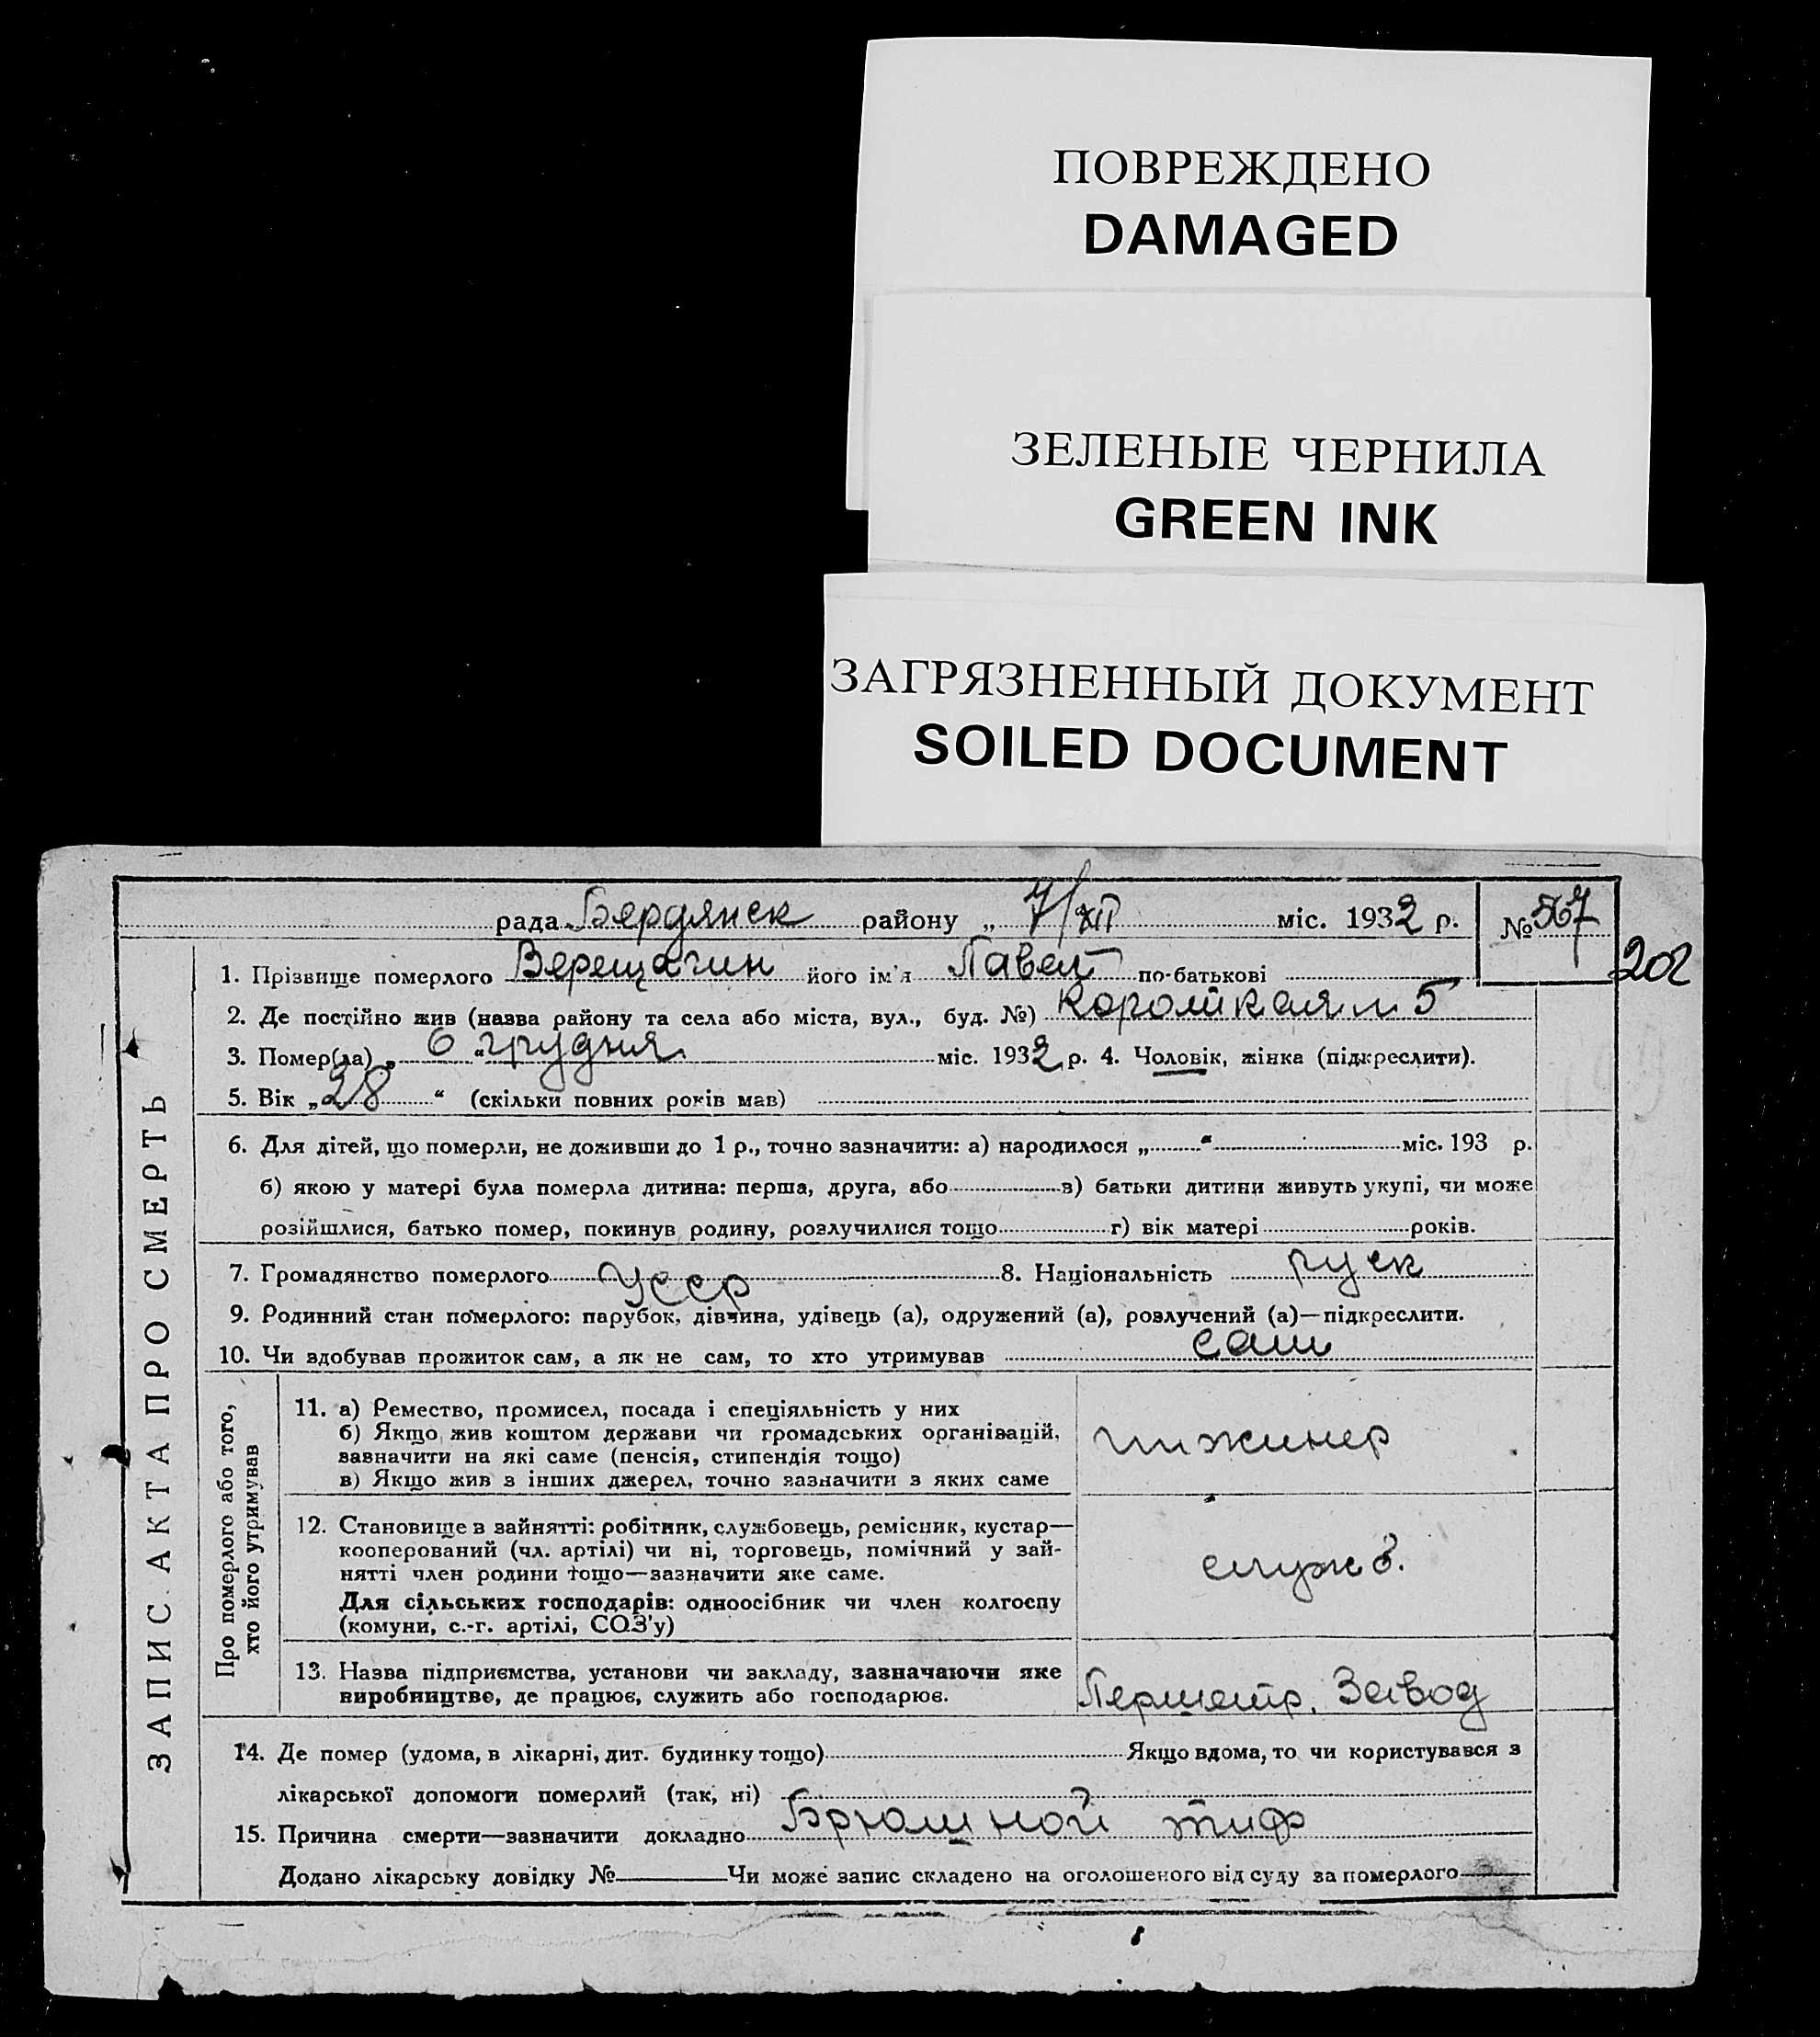 ПОВРЕЖДЕНО
DAMAGED
ЗЕЛЕНЫЕ ЧЕРНИЛА
GREEN INK
ЗАГРЯЗНЕННЫЙ ДОКУМЕНТ
SOILED DOCUMENT
рада Бердянск району „ 7/XII міс. 1932 р. № 567
202
ЗАПИС АКТА ПРО СМЕРТЬ
1. Прізвище померлого Верещагин його ім'я Павел по-батькові
2. Де постійно жив (назва району та села або міста, вул., буд. №) 5
3. Помер(ла) „ 6 “ грудня міс. 1932 р. 4. Чоловік, жінка (підкреслити).
5. Вік „ 28 “ (скільки повних років мав)
6. Для дітей, що померли, не доживши до 1 р., точно зазначити: а) народилося „ “ міс. 193 р.
б) якою у матері була померла дитина: перша, друга, або в) батьки дитини живуть укупі, чи може
розійшлися, батько помер, покинув родину, розлучилися тощо г) вік матері років.
7. Громадянство померлого Усср 8. Національність руск
9. Родинний стан померлого: парубок, дівчина, удівець (а), одружений (а), розлучений (а)—підкреслити.
10. Чи здобував прожиток сам, а як не сам, то хто утримував сам
Про померлого або того,
хто його утримував
11. а) Ремество, промисел, посада і спеціяльність у них
б) Якщо жив коштом держави чи громадських організацій,
зазначити на які саме (пенсія, стипендія тощо)
в) Якщо жив з інших джерел, точно зазначити з яких саме
инжинер
12. Становище в зайнятті: робітник, службовець, ремісник, кустар—
кооперований (чл. артілі) чи ні, торговець, помічний у зай-
нятті член родини тощо—зазначити яке саме.
Для сільських господарів: одноосібник чи член колгоспу
(комуни, с.-г. артілі, СОЗ'у)
служб.
13. Назва підприємства, установи чи закладу, зазначаючи яке
виробництво, де працює, служить або господарює.
Завод
14. Де помер (удома, в лікарні, дит. будинку тощо) Якщо вдома, то чи користувався з
лікарської допомоги померлий (так, ні)
15. Причина смерти—зазначити докладно Брюшной тиф
Додано лікарську довідку № Чи може запис складено на оголошеного від суду за померлого